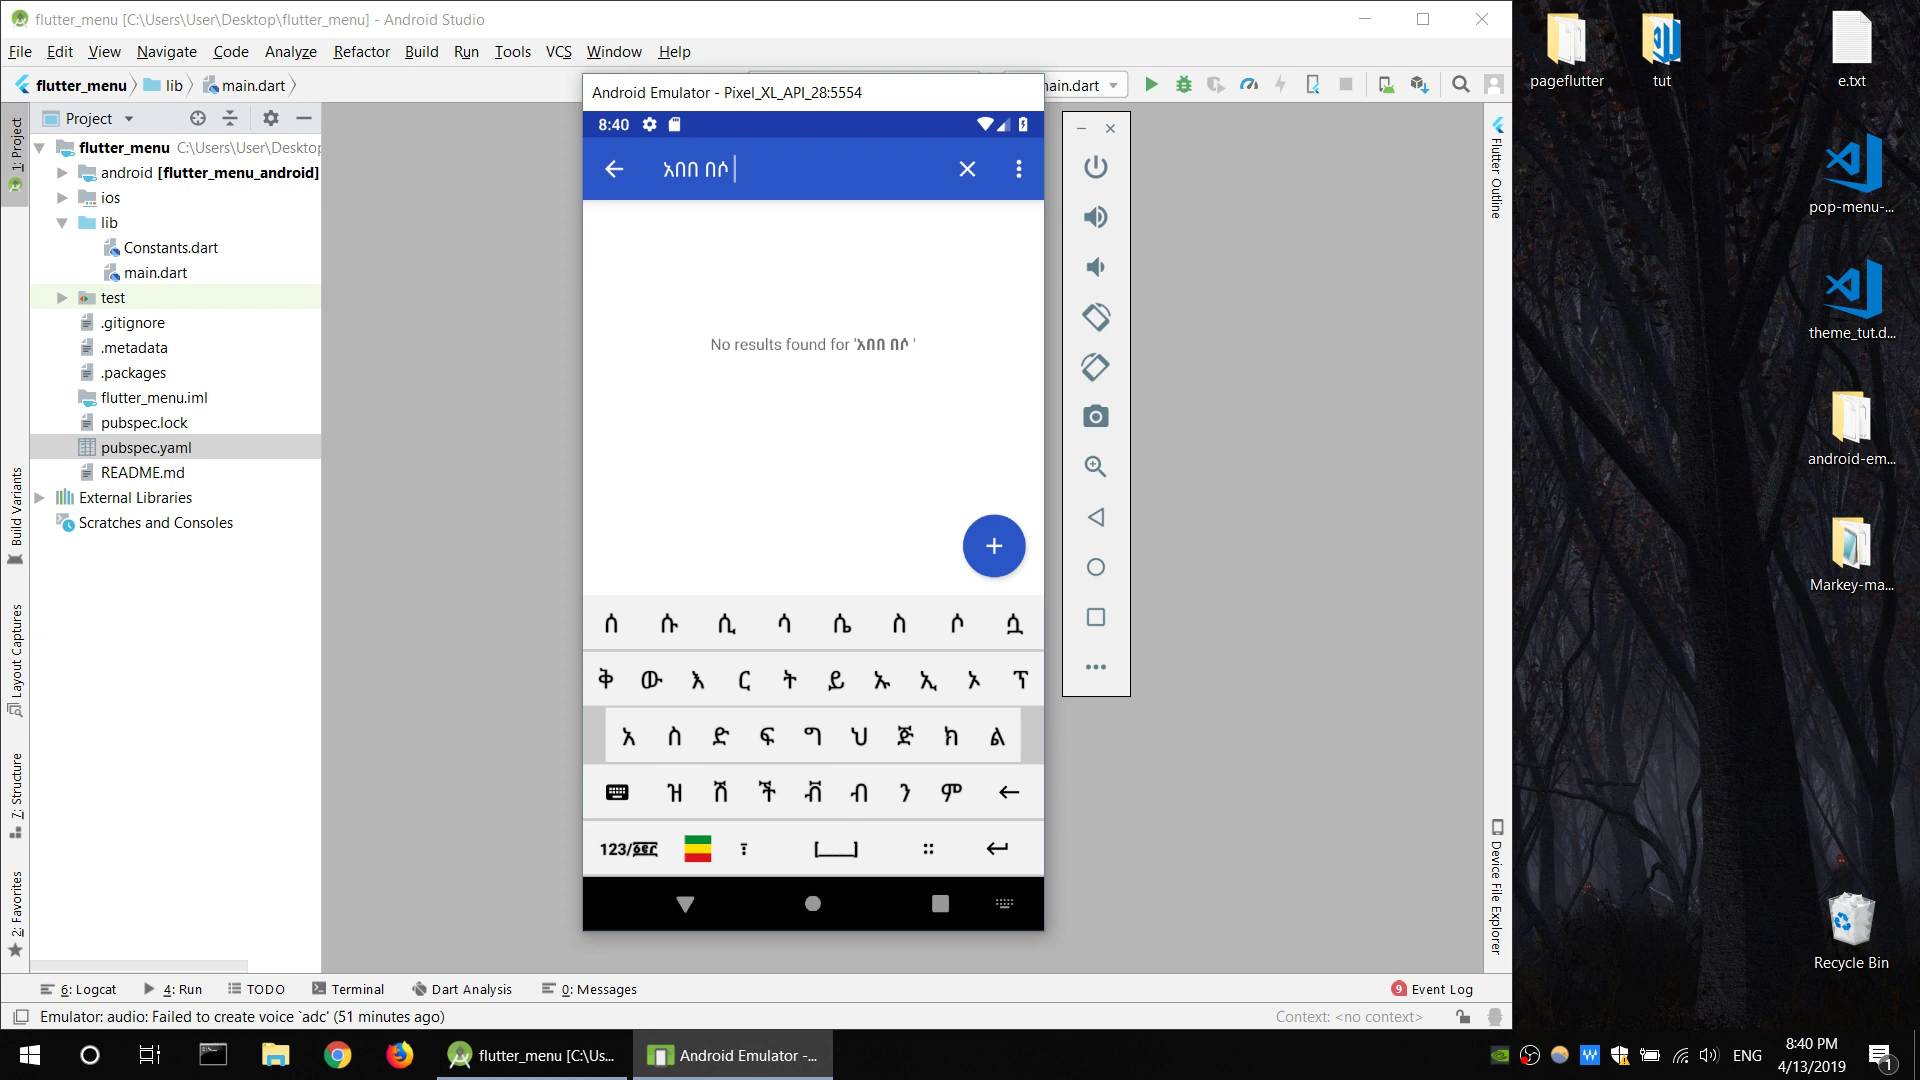 flutter_menu [C:\Users\User\Desktop\flutter_menu] - Android Studio
File Edit View Navigate Code Analyze Refactor Build Run Tools VCS Window Help
flutter_menu lib main.dart
ain.dart
Project
flutter_menu C:\Users\User\Deskto
android [flutter_menu_android]
ios
lib
Constants.dart
main.dart
test
.gitignore
.metadata
.packages
flutter_menu.iml
pubspec.lock
pubspec.yaml
README.md
External Libraries
Scratches and Consoles
1: Project
Build Variants
Layout Captures
7: Structure
2: Favorites
Android Emulator - Pixel_XL_API_28:5554
8:40
አበበ በሶ
No results found for 'አበበ በሶ '
ሰ ሱ ሲ ሳ ሴ ስ ሶ ሷ
ቅ ው እ ር ት ይ ኡ ኢ ኦ ፕ
አ ስ ድ ፍ ግ ህ ጅ ክ ል
ዝ ሽ ች ቭ ብ ን ም ←
123/፩፪፫ ፣ [___] ፡፡
Flutter Outline
Device File Explorer
6: Logcat 4: Run TODO Terminal Dart Analysis 0: Messages
9 Event Log
Emulator: audio: Failed to create voice `adc' (51 minutes ago)
Context: <no context>
pageflutter
tut
e.txt
pop-menu-...
theme_tut.d...
android-em...
Markey-ma...
Recycle Bin
flutter_menu [C:\Us...
Android Emulator -...
ENG
8:40 PM
4/13/2019
1